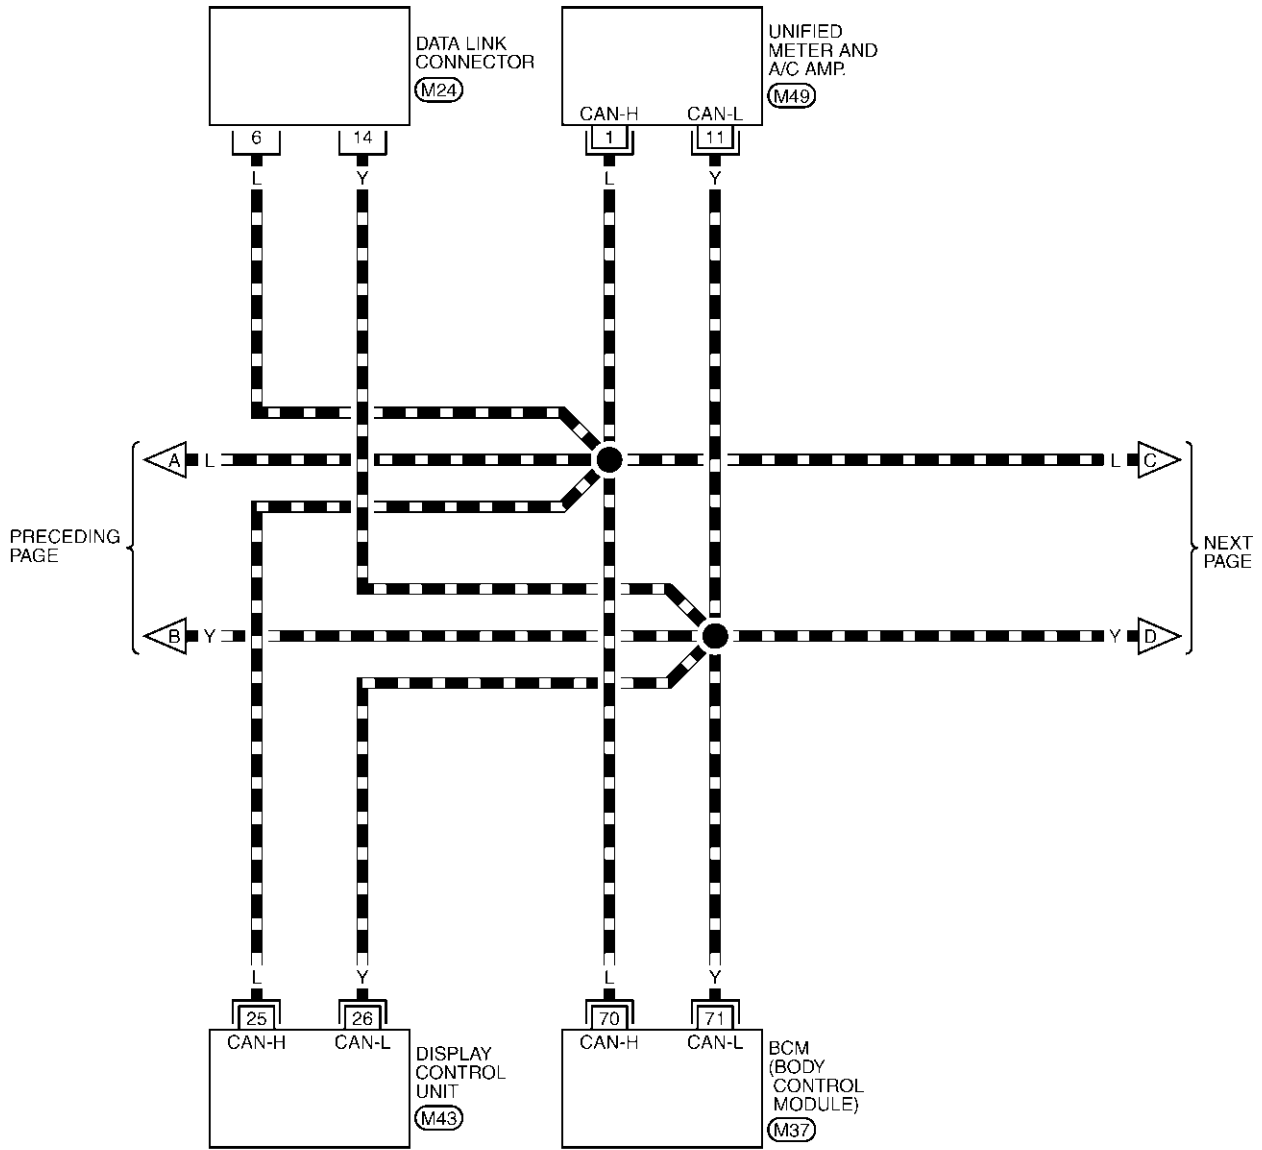 DATA LINK
CONNECTOR
M24
UNIFIED
METER AND
A/C AMP.
M49
CAN-H
CAN-L
6
14
1
11
L
Y
L
Y
A
L
L
C
PRECEDING
PAGE
NEXT
PAGE
B
Y
Y
D
L
Y
L
Y
25
26
70
71
CAN-H
CAN-L
CAN-H
CAN-L
DISPLAY
CONTROL
UNIT
M43
BCM
(BODY
CONTROL
MODULE)
M37